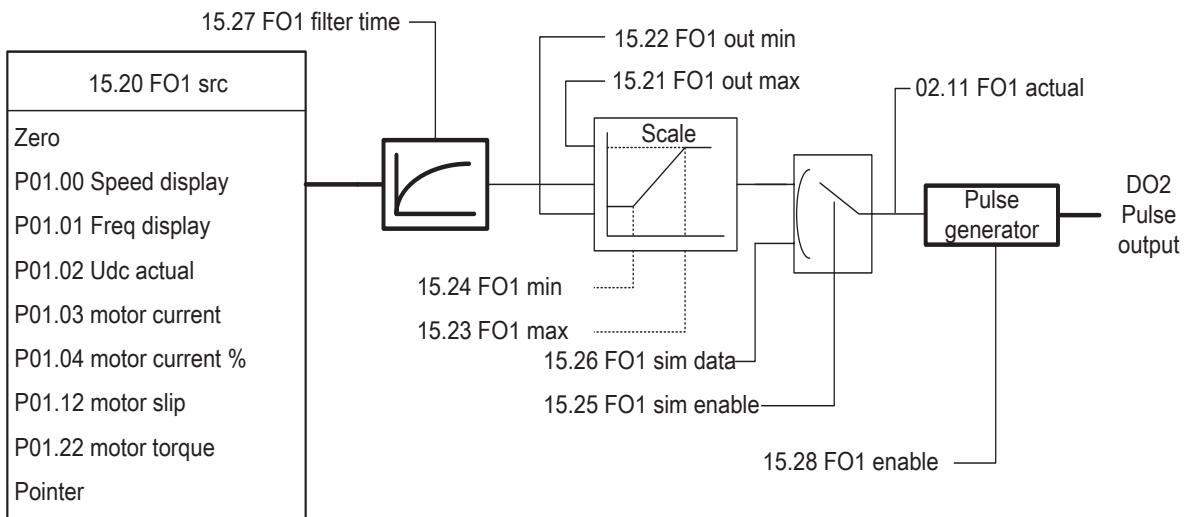 15.27 FO1 filter time
15.20 FO1 src
Zero
P01.00 Speed display
P01.01 Freq display
P01.02 Udc actual
P01.03 motor current
P01.04 motor current %
P01.12 motor slip
P01.22 motor torque
Pointer
15.22 FO1 out min
15.21 FO1 out max
Scale
15.24 FO1 min
15.23 FO1 max
15.26 FO1 sim data
15.25 FO1 sim enable
02.11 FO1 actual
Pulse
generator
15.28 FO1 enable
DO2
Pulse
output